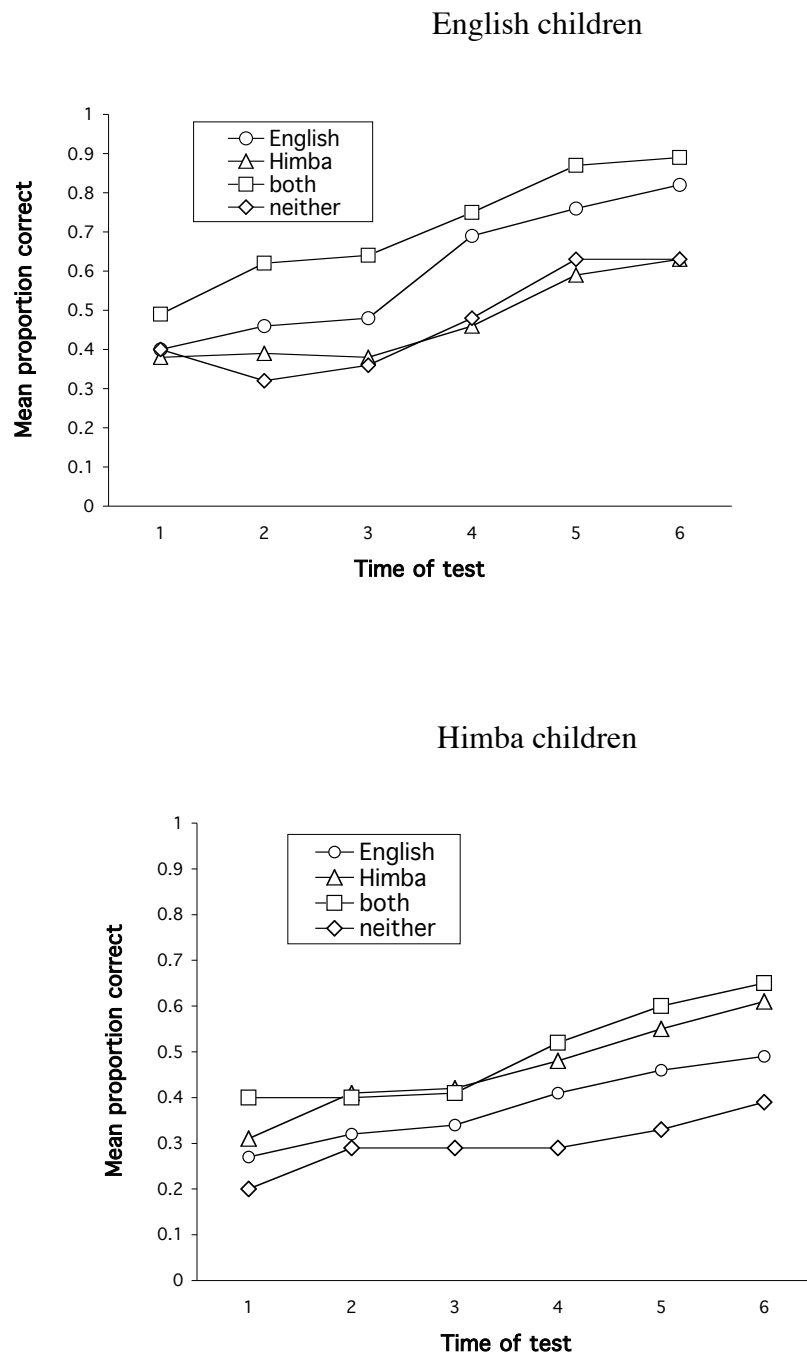 English children
1
0.9
0.8
0.7
0.6
0.5
0.4
0.3
0.2
0.1
0
Mean proportion correct
English
Himba
both
neither
1 2 3 4 5 6
Time of test
Himba children
1
0.9
0.8
0.7
0.6
0.5
0.4
0.3
0.2
0.1
0
Mean proportion correct
English
Himba
both
neither
1 2 3 4 5 6
Time of test